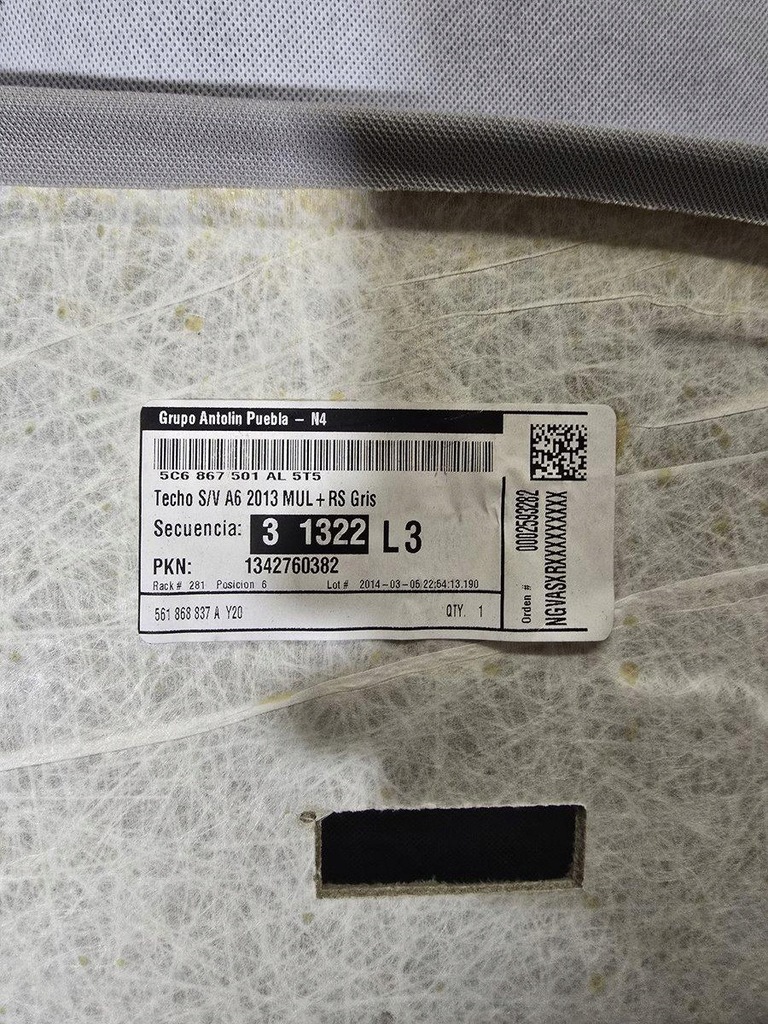 Grupo Antolin Puebla – N4
5C6 867 501 AL 5T5
Techo S/V A6 2013 MUL + RS Gris
Secuencia: 3 1322 L3
PKN: 1342760382
Rack # 281 Posicion 6 Lot # 2014-03-05 22:54:13.190
561 868 837 A Y20 QTY. 1
Orden # 0002593282
NGVASXRXXXXXXXXXX